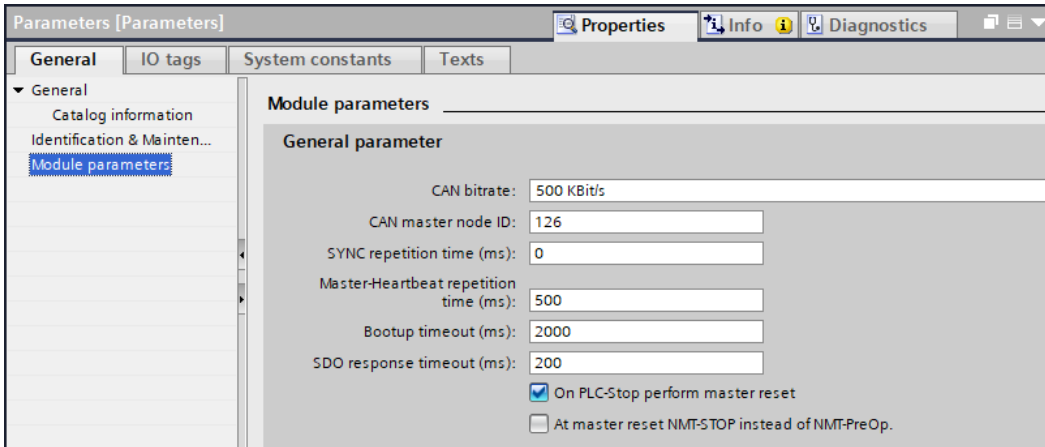 Parameters [Parameters]
Properties
Info
Diagnostics
General
IO tags
System constants
Texts
General
Catalog information
Identification & Mainten...
Module parameters
Module parameters
General parameter
CAN bitrate: 500 KBit/s
CAN master node ID: 126
SYNC repetition time (ms): 0
Master-Heartbeat repetition
time (ms): 500
Bootup timeout (ms): 2000
SDO response timeout (ms): 200
On PLC-Stop perform master reset
At master reset NMT-STOP instead of NMT-PreOp.